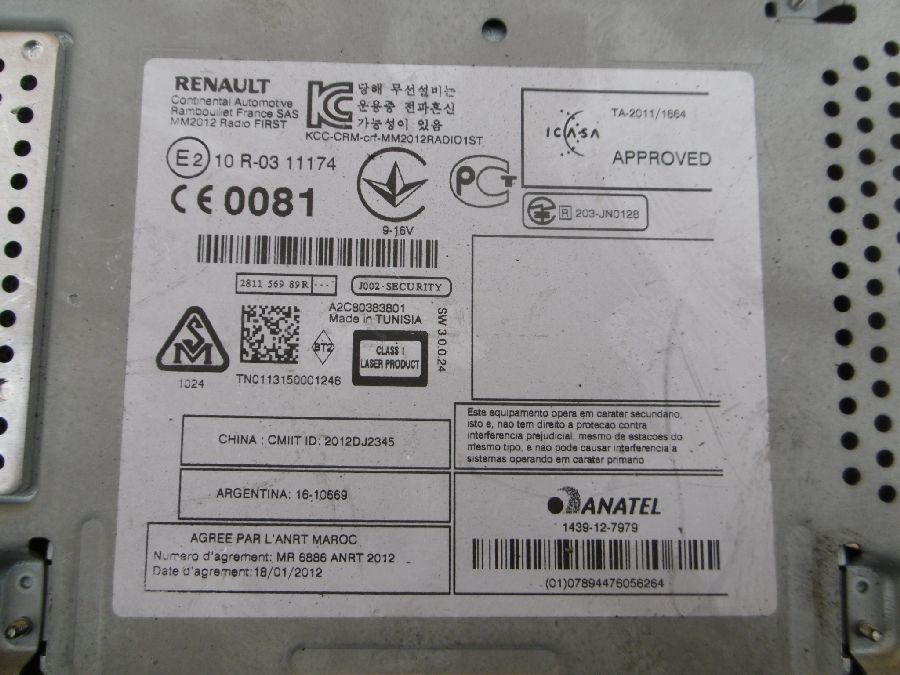 RENAULT
Continental Automotive
Rambouillet France SAS
MM2012 Radio FIRST
당해 무선설비는
운용중 전파혼신
가능성이 있음
KCC-CRM-crf-MM2012RADIO1ST
E2 10 R-03 11174
CE 0081
9-16V
PCT
ICASA
TA-2011/1664
APPROVED
R 203-JN0128
2811 569 89R ---
J002-SECURITY
A2C80383801
Made in TUNISIA
SW 3.0.0.24
SM
1024
BT2
CLASS I
LASER PRODUCT
TNC113150001246
CHINA : CMIIT ID: 2012DJ2345
ARGENTINA: 16-10669
AGREE PAR L'ANRT MAROC
Numero d'agrement: MR 6886 ANRT 2012
Date d'agrement: 18/01/2012
Este equipamento opera em carater secundario,
isto e, nao tem direito a protecao contra
interferencia prejudicial, mesmo de estacoes do
mesmo tipo, e nao pode causar interferencia a
sistemas operando em carater primario
ANATEL
1439-12-7979
(01)07894476056264